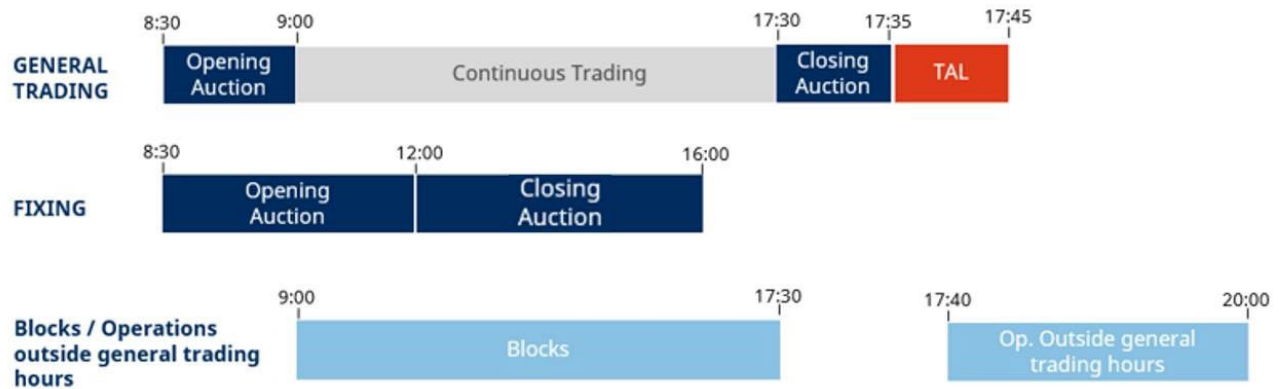 8:30 9:00 17:30 17:35 17:45
GENERAL
TRADING
Opening
Auction
Continuous Trading
Closing
Auction
TAL
8:30 12:00 16:00
FIXING
Opening
Auction
Closing
Auction
9:00 17:30 17:40 20:00
Blocks / Operations
outside general trading
hours
Blocks
Op. Outside general
trading hours